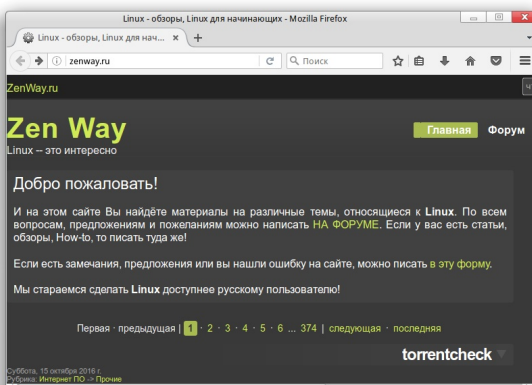 Linux - обзоры, Linux для начинающих - Mozilla Firefox
Linux - обзоры, Linux для нач...
zenway.ru
Поиск
ZenWay.ru
Zen Way
Linux -- это интересно
Главная
Форум
Добро пожаловать!
И на этом сайте Вы найдёте материалы на различные темы, относящиеся к Linux. По всем
вопросам, предложениям и пожеланиям можно написать НА ФОРУМЕ. Если у вас есть статьи,
обзоры, How-to, то писать туда же!
Если есть замечания, предложения или вы нашли ошибку на сайте, можно писать в эту форму.
Мы стараемся сделать Linux доступнее русскому пользователю!
Первая · предыдущая | 1 · 2 · 3 · 4 · 5 · 6 ... 374 | следующая · последняя
torrentcheck
Суббота, 15 октября 2016 г.
Рубрика: Интернет ПО -> Прочие